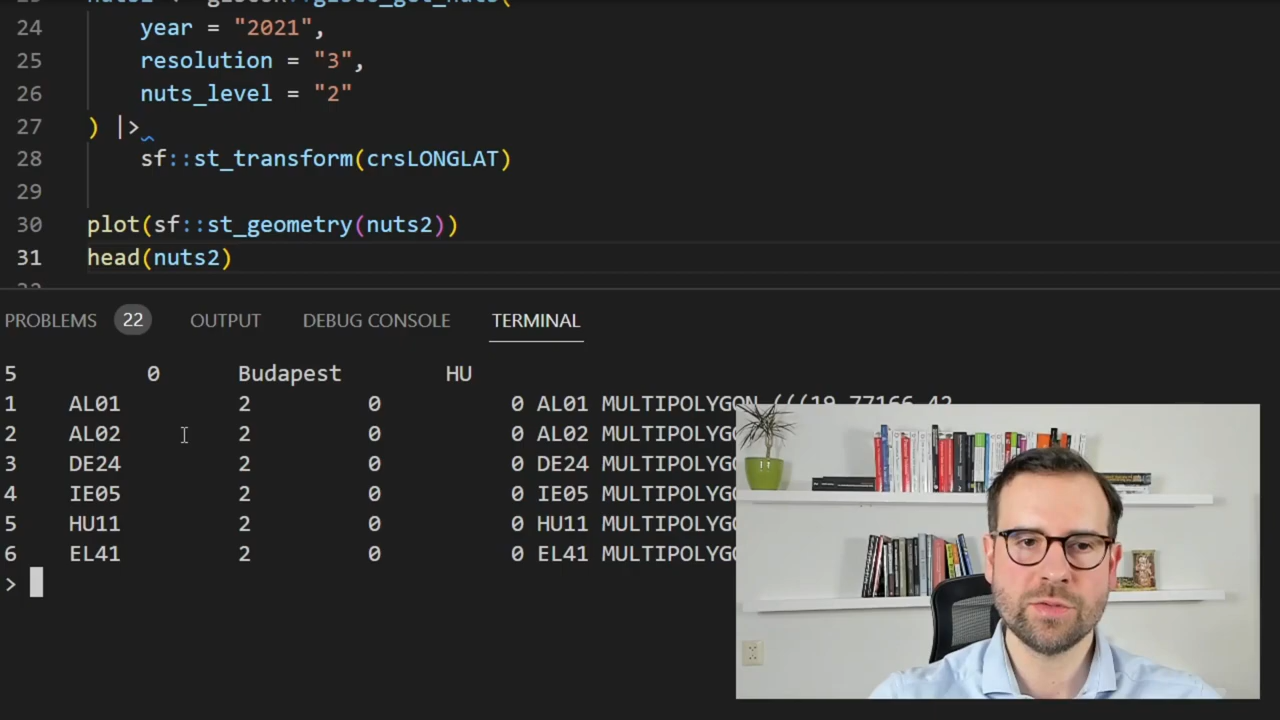 24 year = "2021",
25 resolution = "3",
26 nuts_level = "2"
27 ) |>
28 sf::st_transform(crsLONGLAT)
29
30 plot(sf::st_geometry(nuts2))
31 head(nuts2)
PROBLEMS 22 OUTPUT DEBUG CONSOLE TERMINAL
5 0 Budapest HU
1 AL01 2 0 0 AL01 MULTIPOLYGON (((19.77166 42
2 AL02 2 0 0 AL02
3 DE24 2 0 0 DE24
4 IE05 2 0 0 IE05
5 HU11 2 0 0 HU11
6 EL41 2 0 0 EL41
>